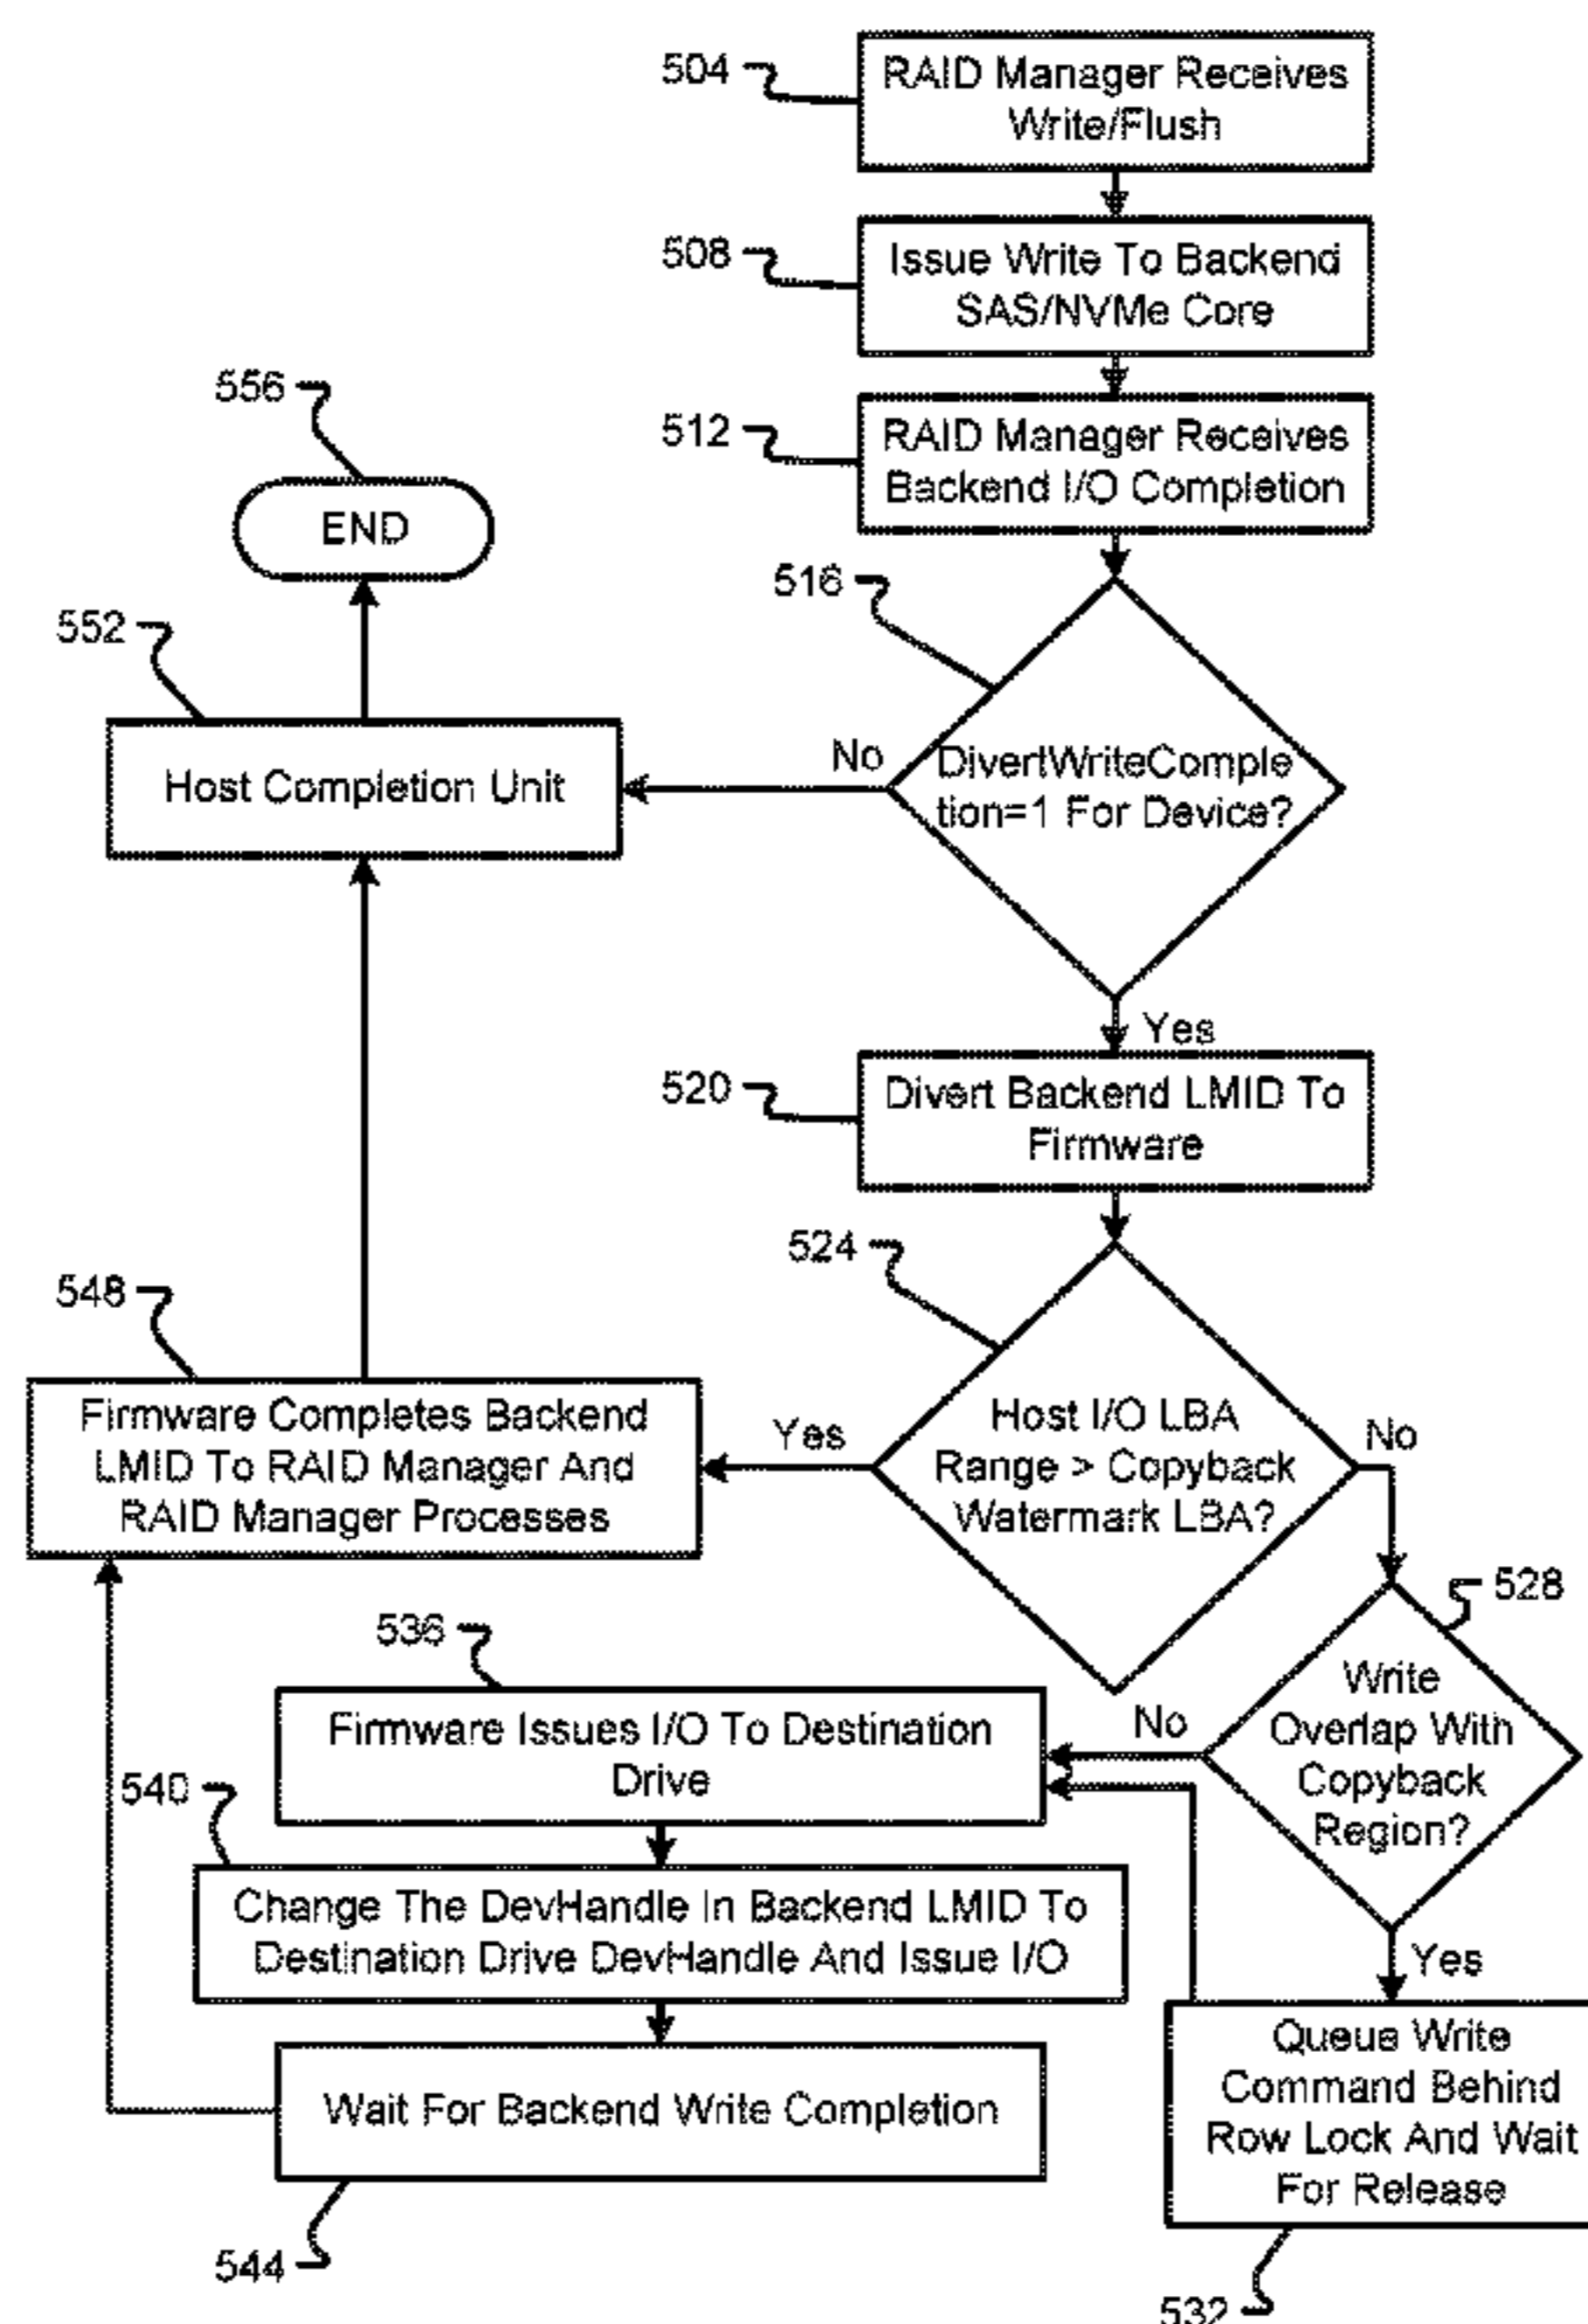 504
RAID Manager Receives
Write/Flush
508
Issue Write To Backend
SAS/NVMe Core
556
512
RAID Manager Receives
Backend I/O Completion
END
516
552
Host Completion Unit
No
DivertWriteComple
tion=1 For Device?
Yes
520
Divert Backend LMID To
Firmware
524
548
Firmware Completes Backend
LMID To RAID Manager And
RAID Manager Processes
Yes
Host I/O LBA
Range > Copyback
Watermark LBA?
No
528
536
Firmware Issues I/O To Destination
Drive
No
Write
Overlap With
Copyback
Region?
540
Change The DevHandle In Backend LMID To
Destination Drive DevHandle And Issue I/O
Yes
Wait For Backend Write Completion
Queue Write
Command Behind
Row Lock And Wait
For Release
544
532